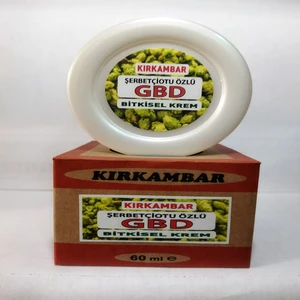 KIRKAMBAR
ŞERBETÇİOTU ÖZLÜ
GBD
BİTKİSEL KREM
KIRKAMBAR
KIRKAMBAR
ŞERBETÇİOTU ÖZLÜ
GBD
BİTKİSEL KREM
60 ml e